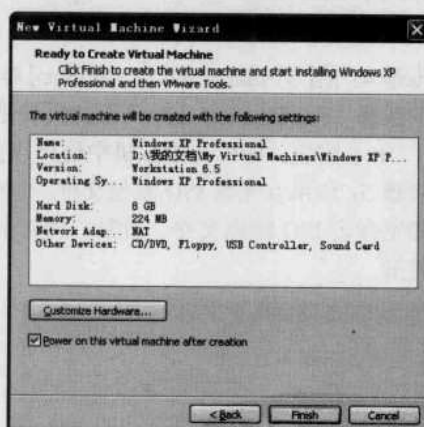 New Virtual Machine Wizard
Ready to Create Virtual Machine
Click Finish to create the virtual machine and start installing Windows XP
Professional and then VMware Tools.
The virtual machine will be created with the following settings:
Name: Windows XP Professional
Location: D:\我的文档\My Virtual Machines\Windows XP P...
Version: Workstation 6.5
Operating Sy... Windows XP Professional
Hard Disk: 8 GB
Memory: 224 MB
Network Adap... NAT
Other Devices: CD/DVD, Floppy, USB Controller, Sound Card
Customize Hardware...
Power on this virtual machine after creation
< Back Finish Cancel